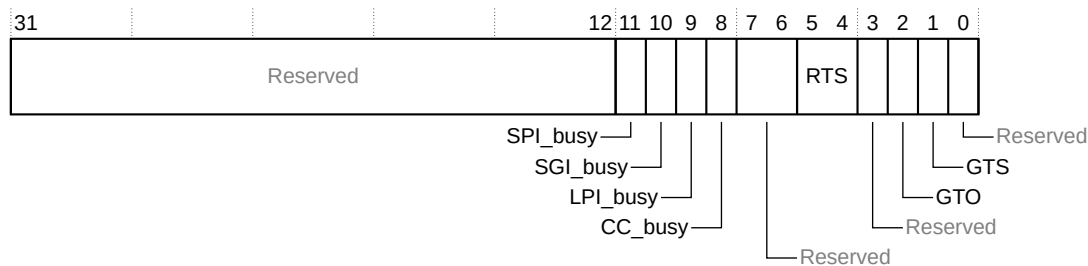 31 12 11 10 9 8 7 6 5 4 3 2 1 0
Reserved RTS
SPI_busy Reserved
SGI_busy GTS
LPI_busy GTO
CC_busy Reserved
Reserved